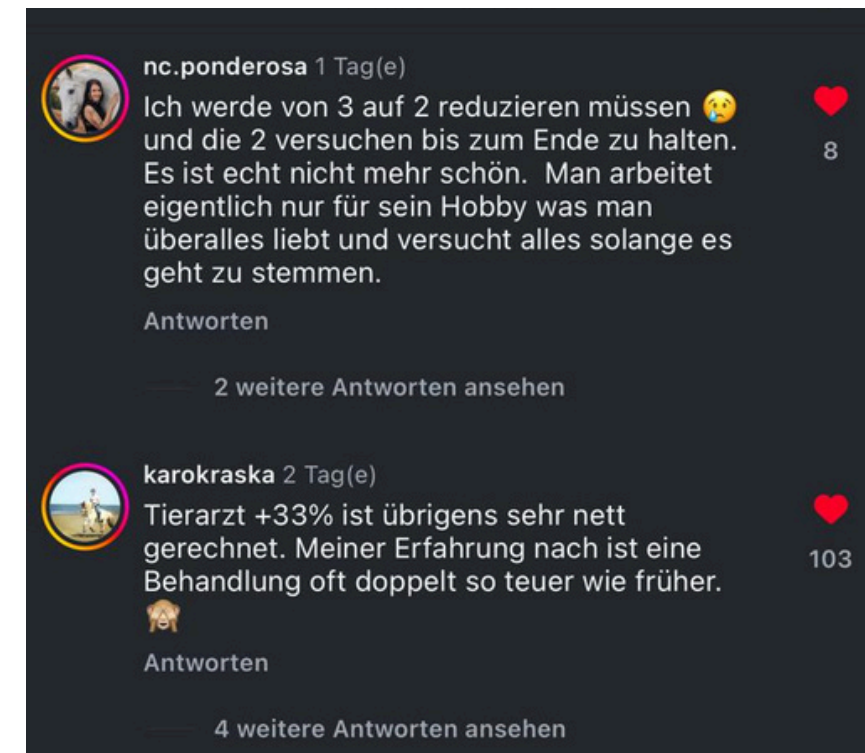 nc.ponderosa 1 Tag(e)
Ich werde von 3 auf 2 reduzieren müssen 😢
und die 2 versuchen bis zum Ende zu halten.
Es ist echt nicht mehr schön.  Man arbeitet
eigentlich nur für sein Hobby was man
überalles liebt und versucht alles solange es
geht zu stemmen.
8
Antworten
2 weitere Antworten ansehen
karokraska 2 Tag(e)
Tierarzt +33% ist übrigens sehr nett
gerechnet. Meiner Erfahrung nach ist eine
Behandlung oft doppelt so teuer wie früher.
🙈
103
Antworten
4 weitere Antworten ansehen